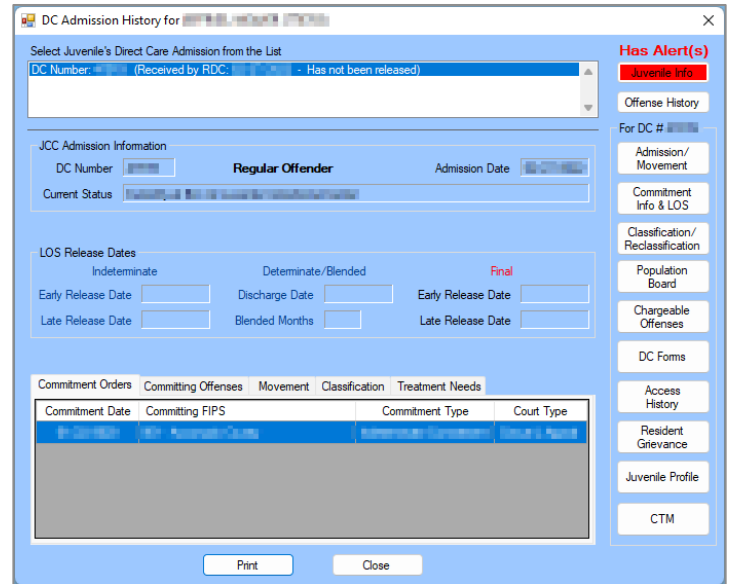 DC Admission History for
Select Juvenile's Direct Care Admission from the List
DC Number: (Received by RDC: - Has not been released)
Has Alert(s)
Juvenile Info
Offense History
For DC #
Admission/
Movement
Commitment
Info & LOS
Classification/
Reclassification
Population
Board
Chargeable
Offenses
DC Forms
Access
History
Resident
Grievance
Juvenile Profile
CTM
JCC Admission Information
DC Number Regular Offender Admission Date
Current Status
LOS Release Dates
Indeterminate Determinate/Blended Final
Early Release Date Discharge Date Early Release Date
Late Release Date Blended Months Late Release Date
Commitment Orders Committing Offenses Movement Classification Treatment Needs
Commitment Date Committing FIPS Commitment Type Court Type
Print Close